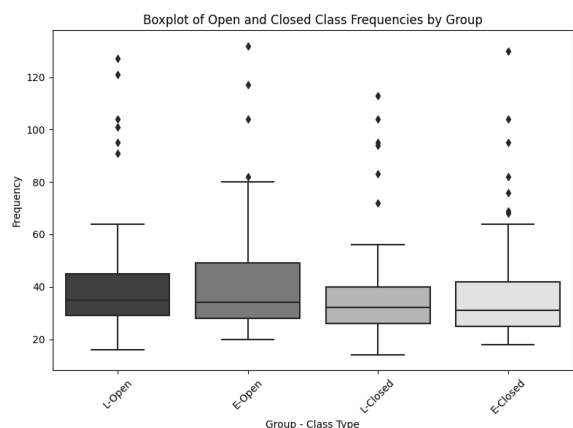 Boxplot of Open and Closed Class Frequencies by Group
Frequency
120
100
80
60
40
20
L-Open
E-Open
L-Closed
E-Closed
Group - Class Type